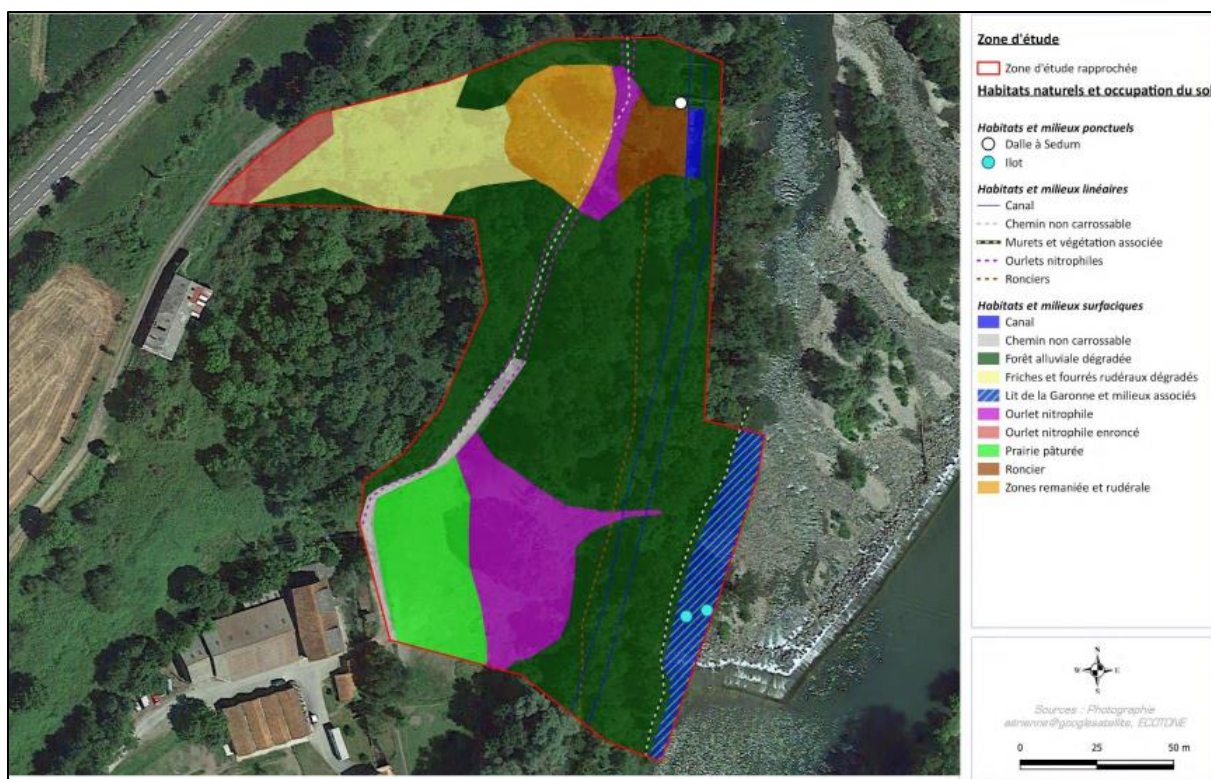 Zone d'étude
Zone d'étude rapprochée
Habitats naturels et occupation du sol
Habitats et milieux ponctuels
Dalle à Sedum
Ilot
Habitats et milieux linéaires
Canal
Chemin non carrossable
Murets et végétation associée
Ourlets nitrophiles
Ronciers
Habitats et milieux surfaciques
Canal
Chemin non carrossable
Forêt alluviale dégradée
Friches et fourrés rudéraux dégradés
Lit de la Garonne et milieux associés
Ourlet nitrophile
Ourlet nitrophile enroncé
Prairie pâturée
Roncier
Zones remaniée et rudérale
N
W E
S
Sources : Photographie
aérienne@googlesatellite, ECOTONE
0 25 50 m